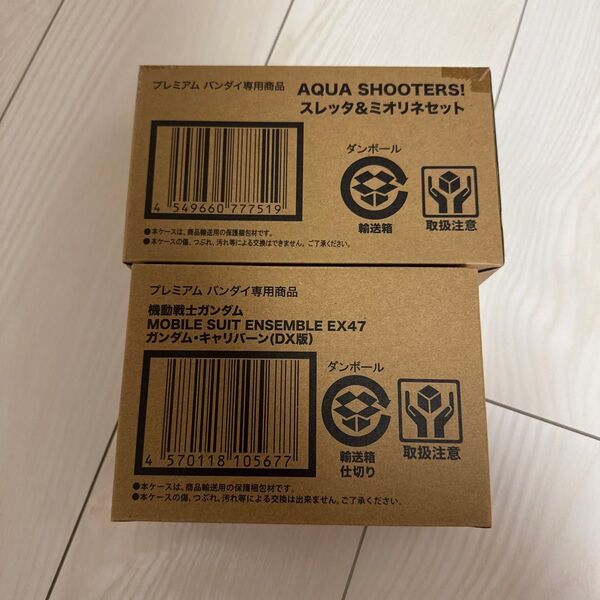 プレミアム バンダイ専用商品
AQUA SHOOTERS!
スレッタ&ミオリネセット
4 549660 777519
ダンボール
輸送箱
取扱注意
●本ケースは、商品輸送用の保護梱包材です。
●本ケースの傷、つぶれ、汚れ等による交換はできません。ご了承ください。
プレミアム バンダイ専用商品
機動戦士ガンダム
MOBILE SUIT ENSEMBLE EX47
ガンダム・キャリバーン(DX版)
4 570118 105677
ダンボール
輸送箱
仕切り
取扱注意
●本ケースは、商品輸送用の保護梱包材です。
●本ケースの傷、つぶれ、汚れ等による交換は出来ません。ご了承ください。